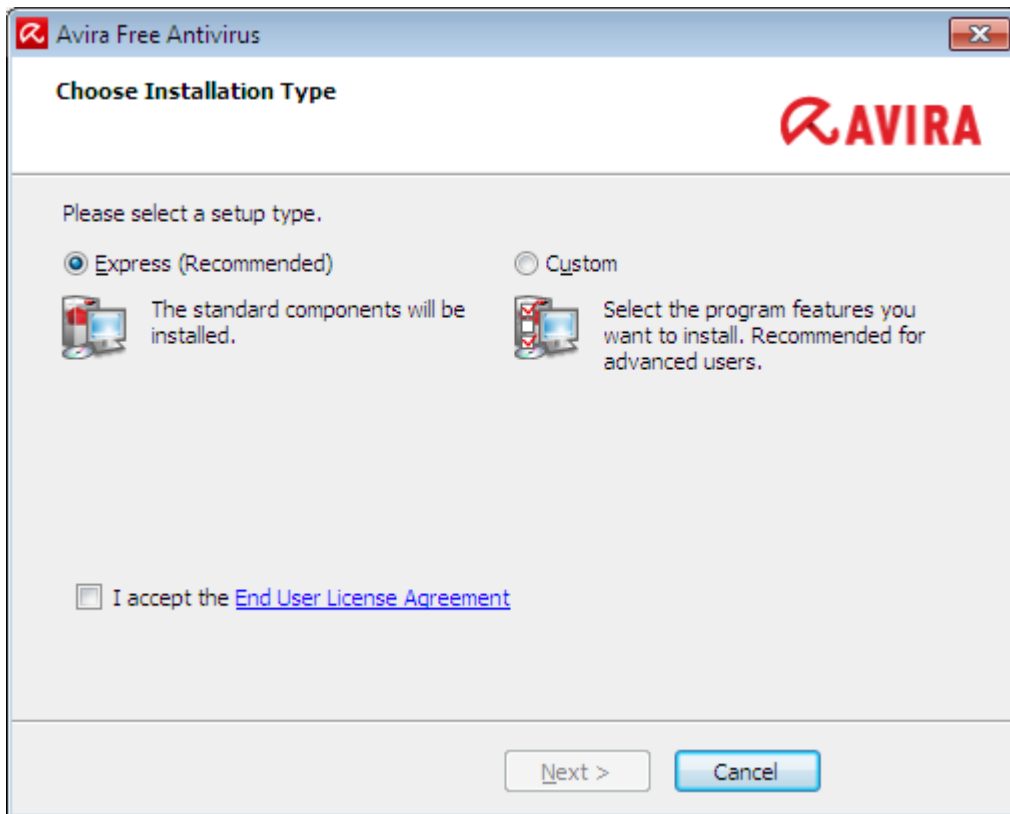 Avira Free Antivirus
Choose Installation Type
AVIRA
Please select a setup type.
Express (Recommended)
The standard components will be
installed.
Custom
Select the program features you
want to install. Recommended for
advanced users.
I accept the End User License Agreement
Next >
Cancel